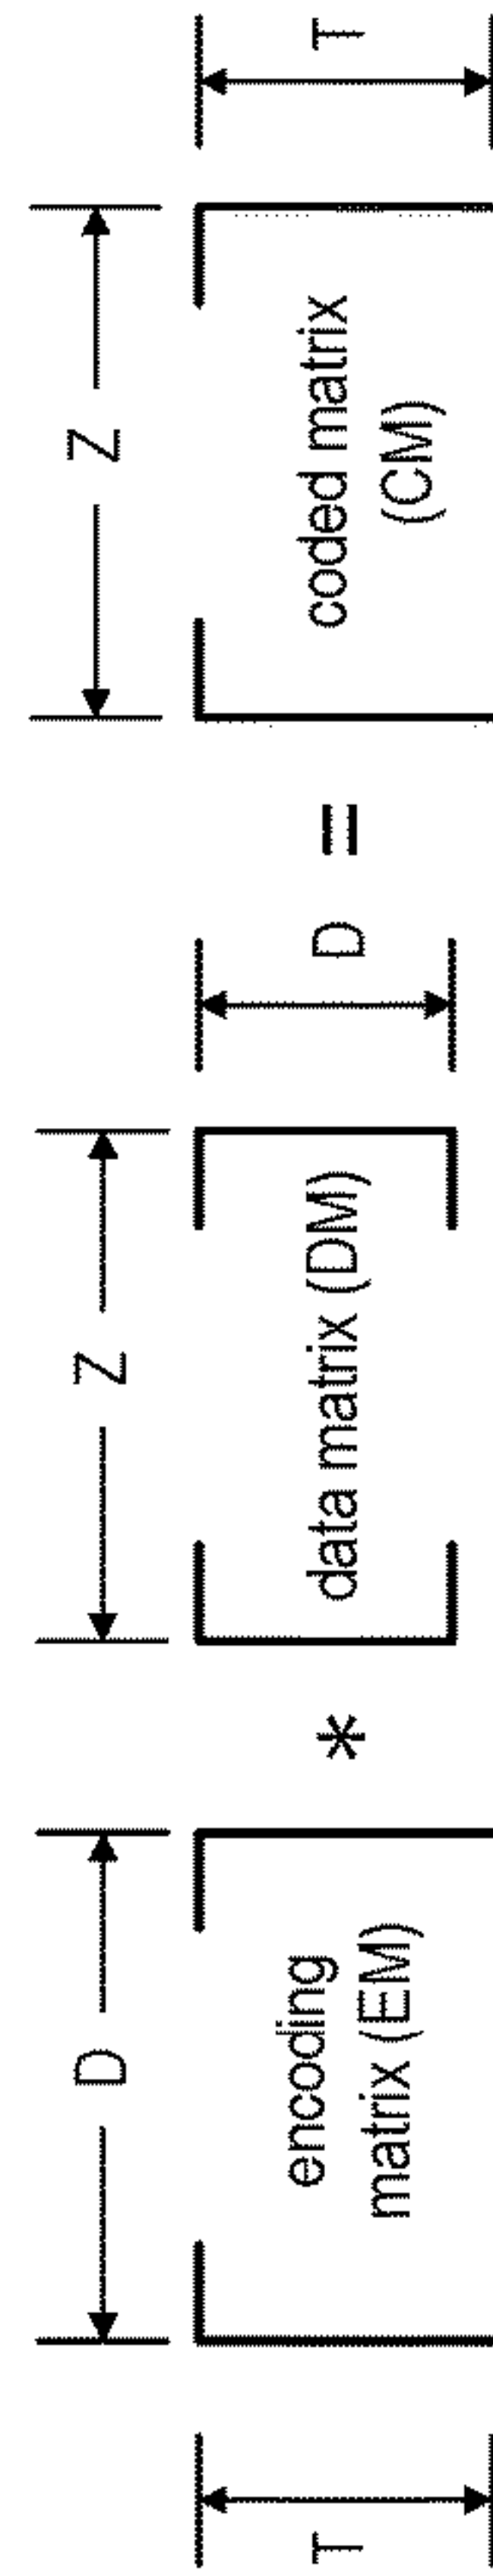 T
D
encoding
matrix (EM)
*
Z
data matrix (DM)
D
=
Z
coded matrix
(CM)
T